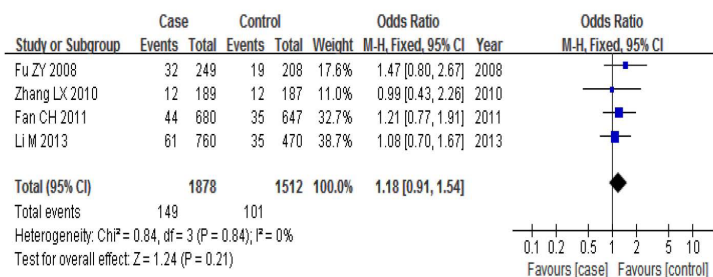 Case Control Odds Ratio Odds Ratio
Study or Subgroup Events Total Events Total Weight M-H, Fixed, 95% CI Year M-H, Fixed, 95% CI
Fu ZY 2008 32 249 19 208 17.6% 1.47 [0.80, 2.67] 2008
Zhang LX 2010 12 189 12 187 11.0% 0.99 [0.43, 2.26] 2010
Fan CH 2011 44 680 35 647 32.7% 1.21 [0.77, 1.91] 2011
Li M 2013 61 760 35 470 38.7% 1.08 [0.70, 1.67] 2013
Total (95% CI) 1878 1512 100.0% 1.18 [0.91, 1.54]
Total events 149 101
Heterogeneity: Chi² = 0.84, df = 3 (P = 0.84); I² = 0%
Test for overall effect: Z = 1.24 (P = 0.21)
0.1 0.2 0.5 1 2 5 10
Favours [case] Favours [control]